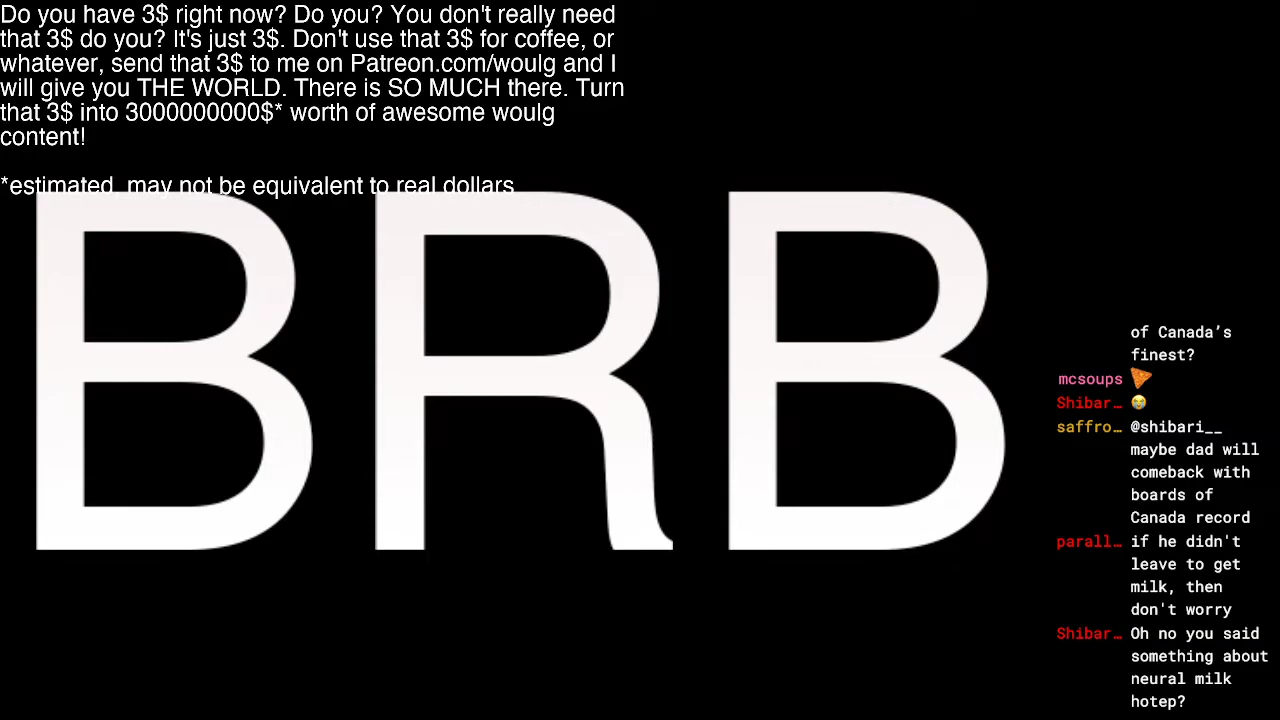 Do you have 3$ right now? Do you? You don't really need
that 3$ do you? It's just 3$. Don't use that 3$ for coffee, or
whatever, send that 3$ to me on Patreon.com/woulg and I
will give you THE WORLD. There is SO MUCH there. Turn
that 3$ into 3000000000$* worth of awesome woulg
content!
*estimated, may not be equivalent to real dollars
BRB
of Canada’s
finest?
mcsoups
Shibar…
saffro… @shibari__
maybe dad will
comeback with
boards of
Canada record
parall… if he didn't
leave to get
milk, then
don't worry
Shibar… Oh no you said
something about
neural milk
hotep?